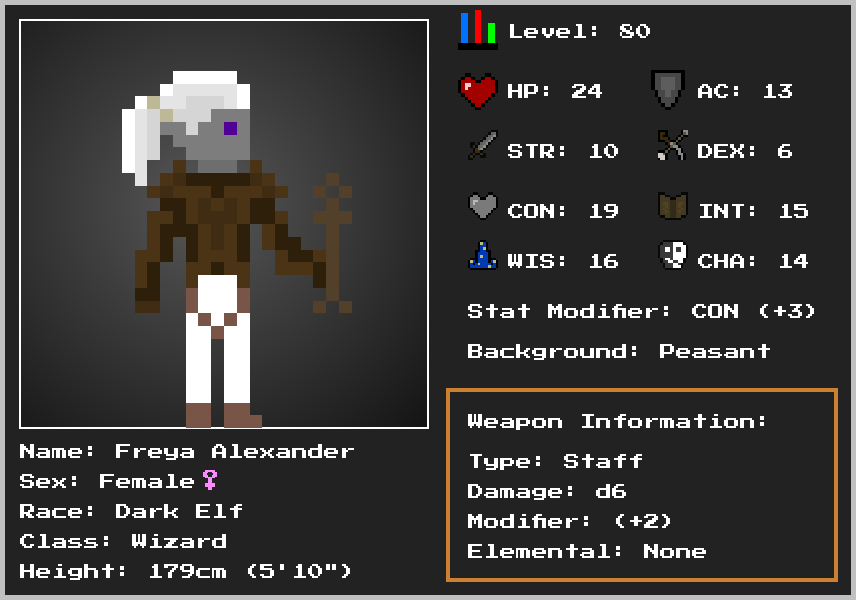 Level: 80
HP: 24
AC: 13
STR: 10
DEX: 6
CON: 19
INT: 15
WIS: 16
CHA: 14
Stat Modifier: CON (+3)
Background: Peasant
Weapon Information:
Type: Staff
Damage: d6
Modifier: (+2)
Elemental: None
Name: Freya Alexander
Sex: Female♀
Race: Dark Elf
Class: Wizard
Height: 179cm (5'10")